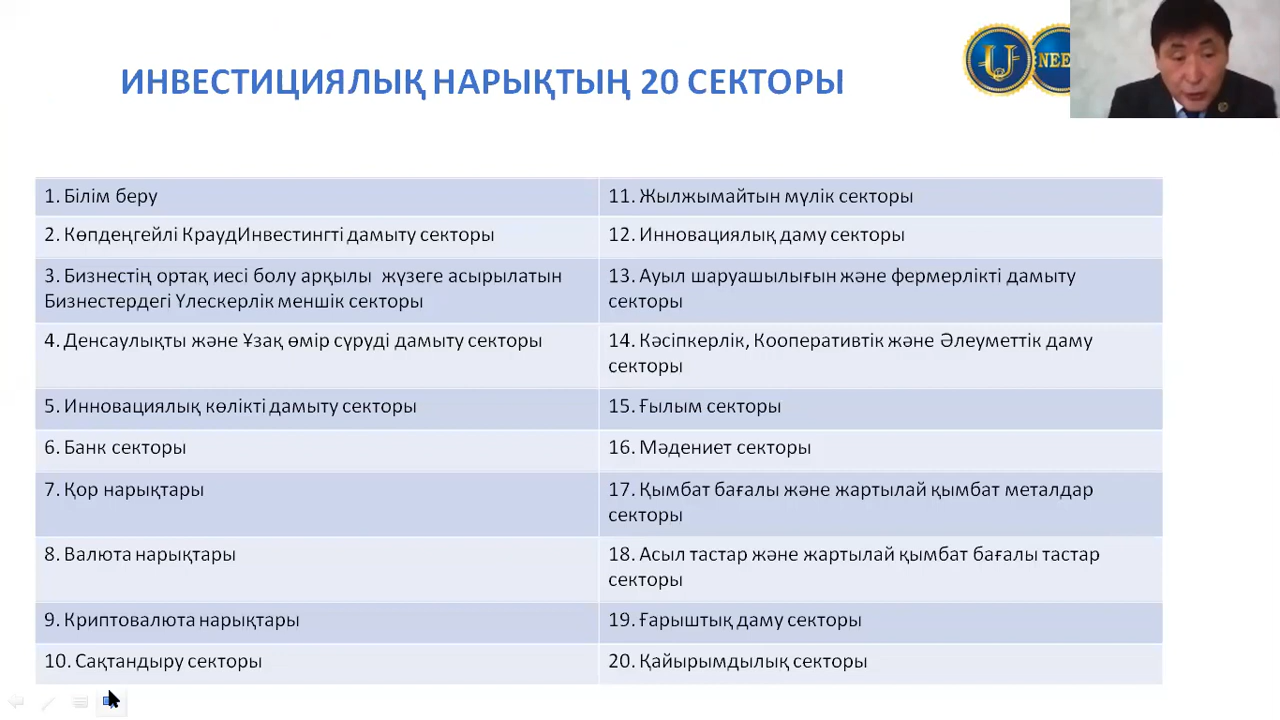 ИНВЕСТИЦИЯЛЫҚ НАРЫҚТЫҢ 20 СЕКТОРЫ
U
NEE
1. Білім беру
2. Көпдеңгейлі КраудИнвестингті дамыту секторы
3. Бизнестің ортақ иесі болу арқылы жүзеге асырылатын
Бизнестердегі Үлескерлік меншік секторы
4. Денсаулықты және Ұзақ өмір сүруді дамыту секторы
5. Инновациялық көлікті дамыту секторы
6. Банк секторы
7. Қор нарықтары
8. Валюта нарықтары
9. Криптовалюта нарықтары
10. Сақтандыру секторы
11. Жылжымайтын мүлік секторы
12. Инновациялық даму секторы
13. Ауыл шаруашылығын және фермерлікті дамыту
секторы
14. Кәсіпкерлік, Кооперативтік және Әлеуметтік даму
секторы
15. Ғылым секторы
16. Мәдениет секторы
17. Қымбат бағалы және жартылай қымбат металдар
секторы
18. Асыл тастар және жартылай қымбат бағалы тастар
секторы
19. Ғарыштық даму секторы
20. Қайырымдылық секторы